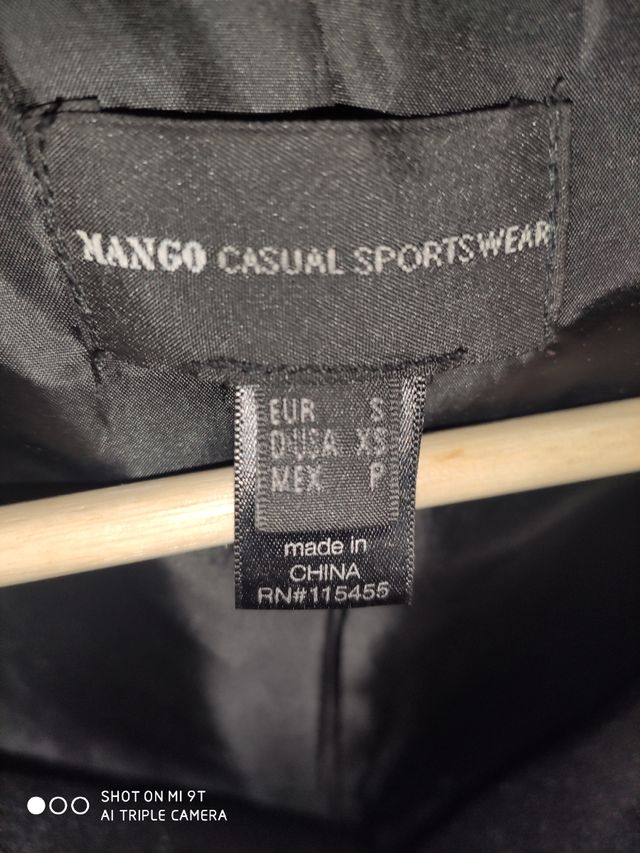 MANGO CASUAL SPORTSWEAR
EUR S
D·USA XS
MEX P
made in
CHINA
RN#115455
SHOT ON MI 9T
AI TRIPLE CAMERA